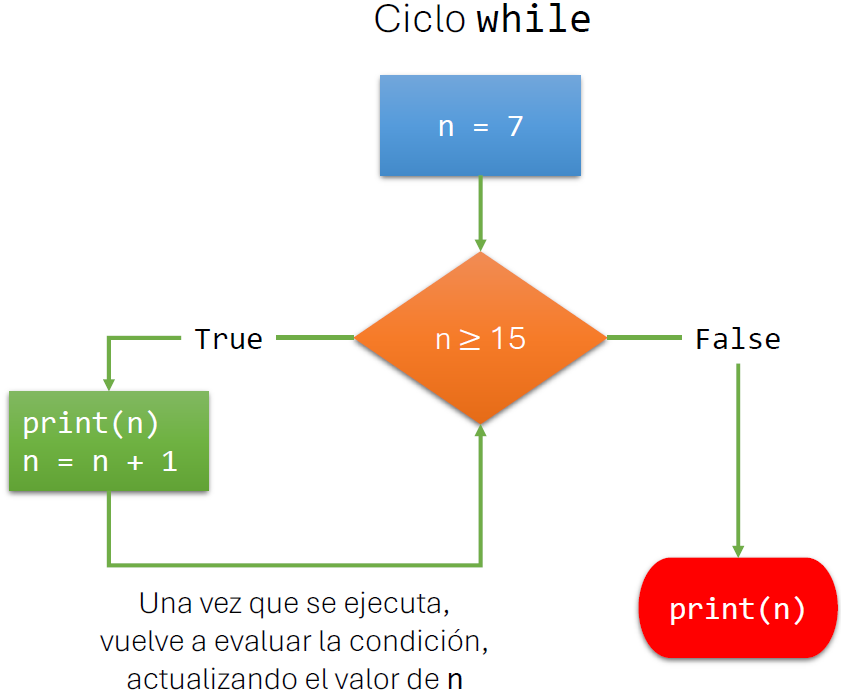 Ciclo while
n = 7
n ≥ 15
True
False
print(n)
n = n + 1
print(n)
Una vez que se ejecuta,
vuelve a evaluar la condición,
actualizando el valor de n